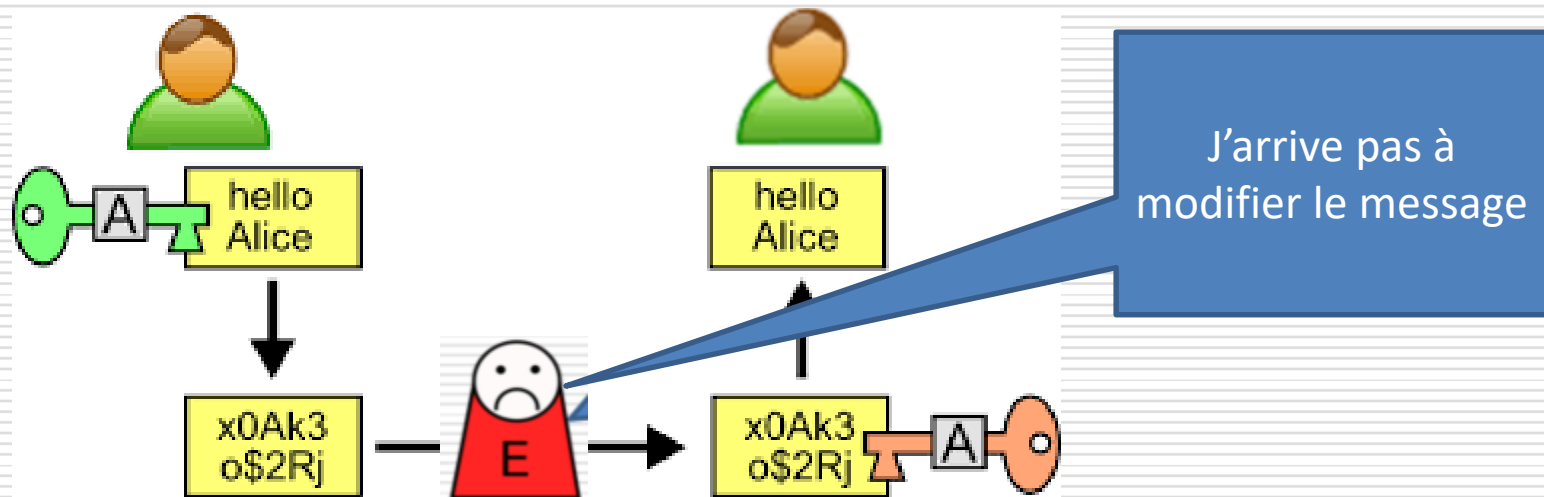 A
hello
Alice
hello
Alice
J’arrive pas à
modifier le message
x0Ak3
o$2Rj
E
x0Ak3
o$2Rj
A